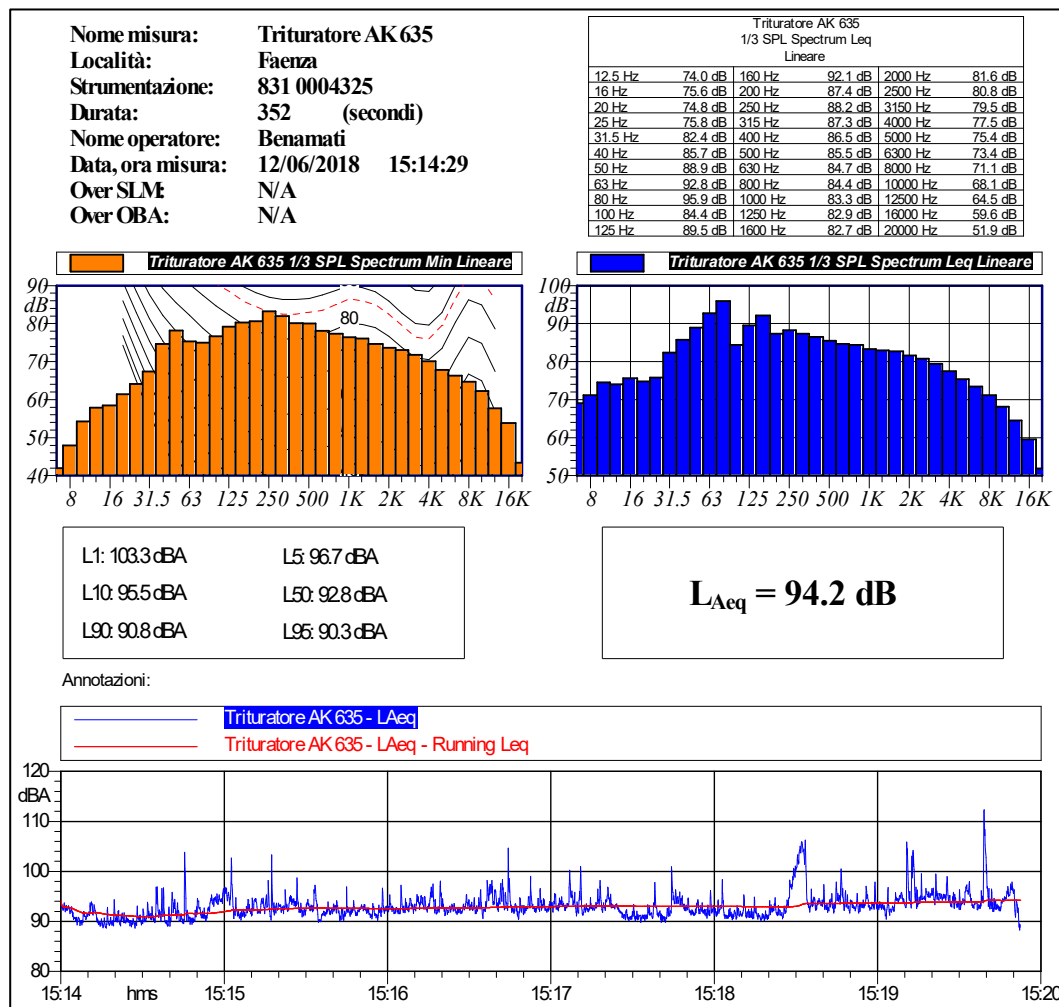 Nome misura: Trituratore AK 635
Località: Faenza
Strumentazione: 831 0004325
Durata: 352 (secondi)
Nome operatore: Benamati
Data, ora misura: 12/06/2018 15:14:29
Over SLM: N/A
Over OBA: N/A
Trituratore AK 635
1/3 SPL Spectrum Leq
Lineare
12.5 Hz 74.0 dB 160 Hz 92.1 dB 2000 Hz 81.6 dB
16 Hz 75.6 dB 200 Hz 87.4 dB 2500 Hz 80.8 dB
20 Hz 74.8 dB 250 Hz 88.2 dB 3150 Hz 79.5 dB
25 Hz 75.8 dB 315 Hz 87.3 dB 4000 Hz 77.5 dB
31.5 Hz 82.4 dB 400 Hz 86.5 dB 5000 Hz 75.4 dB
40 Hz 85.7 dB 500 Hz 85.5 dB 6300 Hz 73.4 dB
50 Hz 88.9 dB 630 Hz 84.7 dB 8000 Hz 71.1 dB
63 Hz 92.8 dB 800 Hz 84.4 dB 10000 Hz 68.1 dB
80 Hz 95.9 dB 1000 Hz 83.3 dB 12500 Hz 64.5 dB
100 Hz 84.4 dB 1250 Hz 82.9 dB 16000 Hz 59.6 dB
125 Hz 89.5 dB 1600 Hz 82.7 dB 20000 Hz 51.9 dB
Trituratore AK 635 1/3 SPL Spectrum Min Lineare
90
dB
80
70
60
50
40
80
8 16 31.5 63 125 250 500 1K 2K 4K 8K 16K
Trituratore AK 635 1/3 SPL Spectrum Leq Lineare
100
dB
90
80
70
60
50
8 16 31.5 63 125 250 500 1K 2K 4K 8K 16K
L1: 103.3 dBA L5: 96.7 dBA
L10: 95.5 dBA L50: 92.8 dBA
L90: 90.8 dBA L95: 90.3 dBA
LAeq = 94.2 dB
Annotazioni:
Trituratore AK 635 - LAeq
Trituratore AK 635 - LAeq - Running Leq
120
dBA
110
100
90
80
15:14 hms 15:15 15:16 15:17 15:18 15:19 15:20